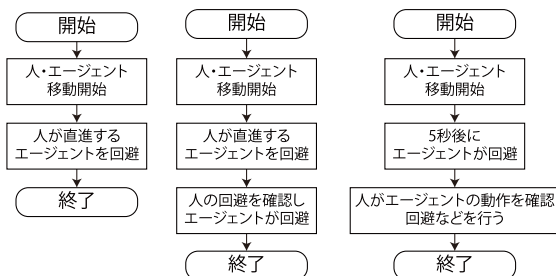 開始
人・エージェント
移動開始
人が直進する
エージェントを回避
終了
開始
人・エージェント
移動開始
人が直進する
エージェントを回避
人の回避を確認し
エージェントが回避
終了
開始
人・エージェント
移動開始
5秒後に
エージェントが回避
人がエージェントの動作を確認
回避などを行う
終了